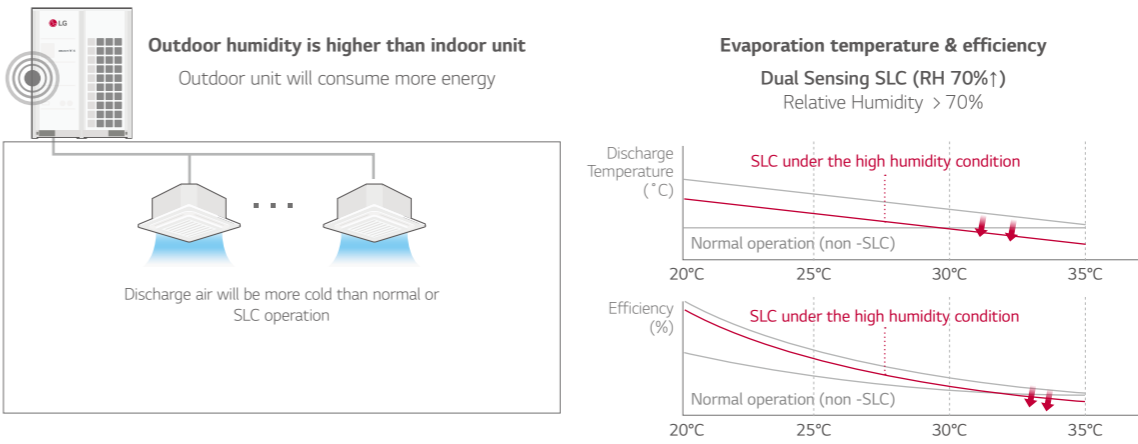 LG
Outdoor humidity is higher than indoor unit
Outdoor unit will consume more energy
Discharge air will be more cold than normal or
SLC operation
Evaporation temperature & efficiency
Dual Sensing SLC (RH 70%↑)
Relative Humidity > 70%
Discharge
Temperature
(˚C)
SLC under the high humidity condition
Normal operation (non -SLC)
20°C 25°C 30°C 35°C
Efficiency
(%)
SLC under the high humidity condition
Normal operation (non -SLC)
20°C 25°C 30°C 35°C